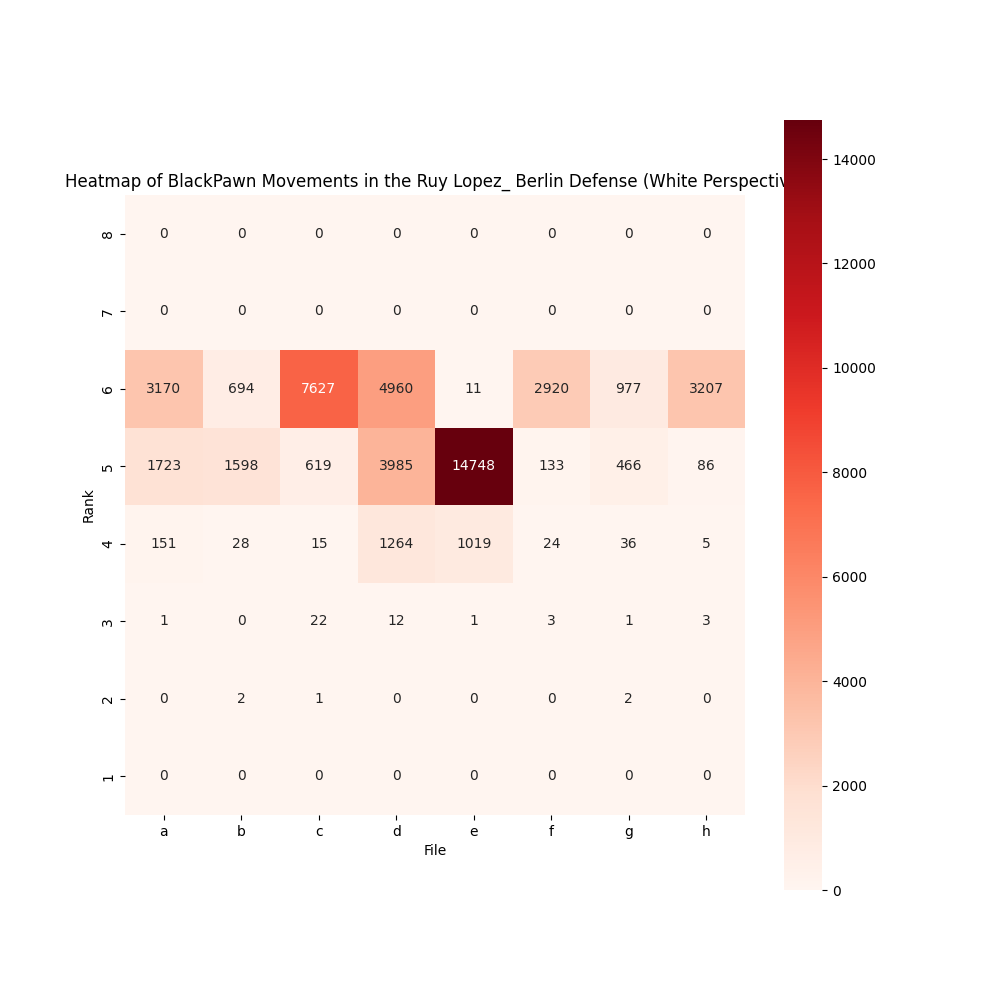 Heatmap of BlackPawn Movements in the Ruy Lopez_ Berlin Defense (White Perspectiv
8 0 0 0 0 0 0 0 0
7 0 0 0 0 0 0 0 0
6 3170 694 7627 4960 11 2920 977 3207
5 1723 1598 619 3985 14748 133 466 86
4 151 28 15 1264 1019 24 36 5
3 1 0 22 12 1 3 1 3
2 0 2 1 0 0 0 2 0
1 0 0 0 0 0 0 0 0
a b c d e f g h
File
Rank
14000
12000
10000
8000
6000
4000
2000
0